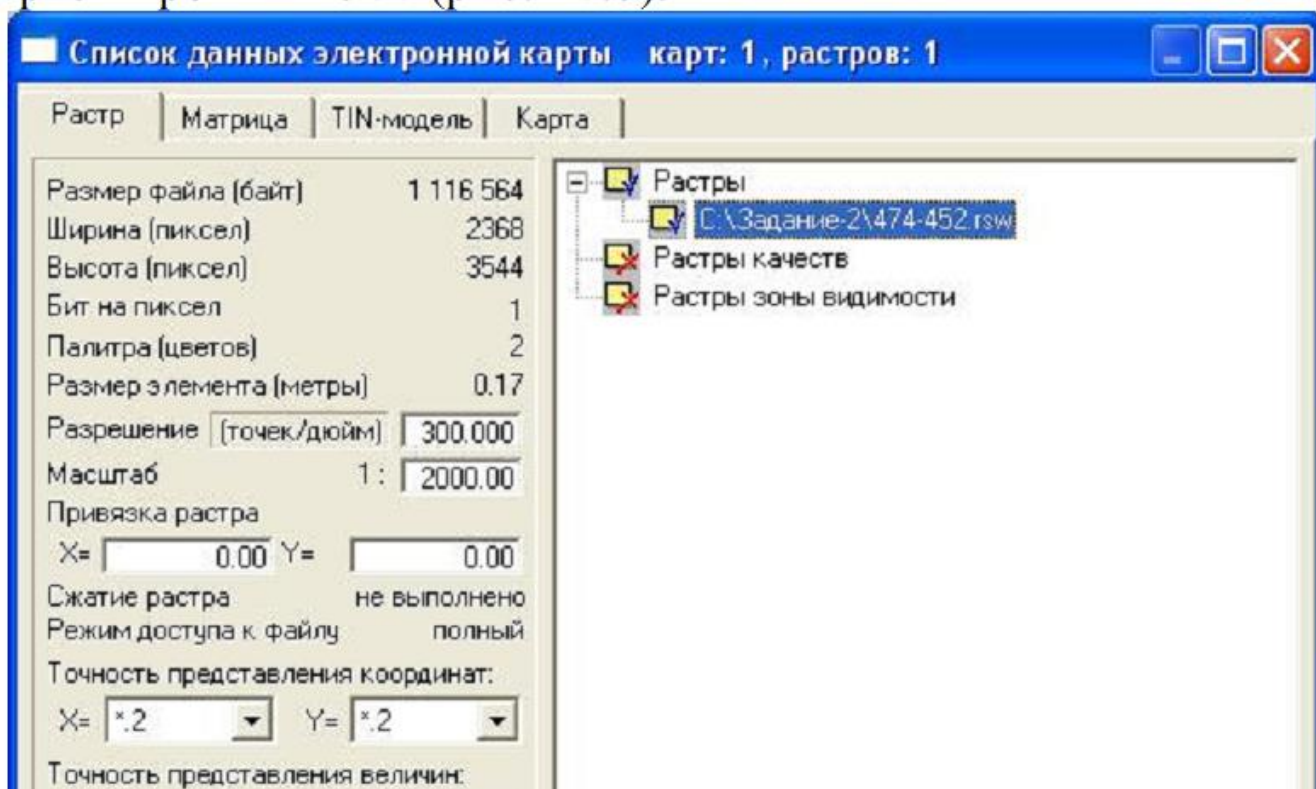 Список данных электронной карты карт: 1, растров: 1
Растр Матрица TIN-модель Карта
Размер файла (байт) 1 116 564
Ширина (пиксел) 2368
Высота (пиксел) 3544
Бит на пиксел 1
Палитра (цветов) 2
Размер элемента (метры) 0.17
Разрешение (точек/дюйм) 300.000
Масштаб 1 : 2000.00
Привязка растра
X= 0.00 Y= 0.00
Сжатие растра не выполнено
Режим доступа к файлу полный
Точность представления координат:
X= *.2 Y= *.2
Точность представления величин:
Растры
C:\Задание-2\474-452.rsw
Растры качеств
Растры зоны видимости